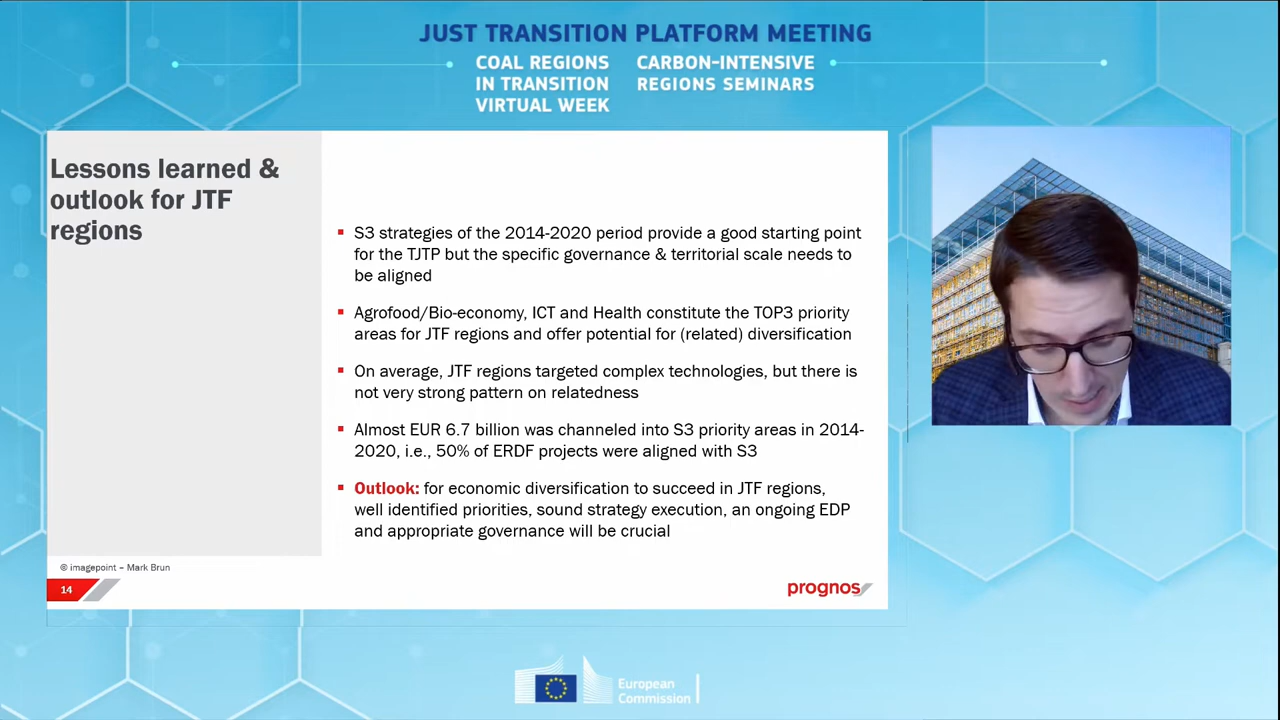 JUST TRANSITION PLATFORM MEETING
COAL REGIONS
IN TRANSITION
VIRTUAL WEEK
CARBON-INTENSIVE
REGIONS SEMINARS
Lessons learned &
outlook for JTF
regions
S3 strategies of the 2014-2020 period provide a good starting point
for the TJTP but the specific governance & territorial scale needs to
be aligned
Agrofood/Bio-economy, ICT and Health constitute the TOP3 priority
areas for JTF regions and offer potential for (related) diversification
On average, JTF regions targeted complex technologies, but there is
not very strong pattern on relatedness
Almost EUR 6.7 billion was channeled into S3 priority areas in 2014-
2020, i.e., 50% of ERDF projects were aligned with S3
Outlook: for economic diversification to succeed in JTF regions,
well identified priorities, sound strategy execution, an ongoing EDP
and appropriate governance will be crucial
© imagepoint – Mark Brun
14
prognos
European
Commission